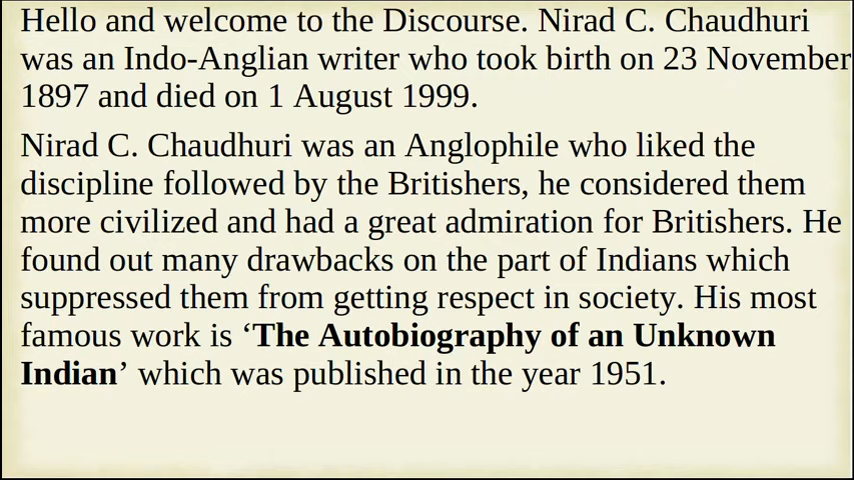 Hello and welcome to the Discourse. Nirad C. Chaudhuri
was an Indo-Anglian writer who took birth on 23 November
1897 and died on 1 August 1999.
Nirad C. Chaudhuri was an Anglophile who liked the
discipline followed by the Britishers, he considered them
more civilized and had a great admiration for Britishers. He
found out many drawbacks on the part of Indians which
suppressed them from getting respect in society. His most
famous work is ‘The Autobiography of an Unknown
Indian’ which was published in the year 1951.